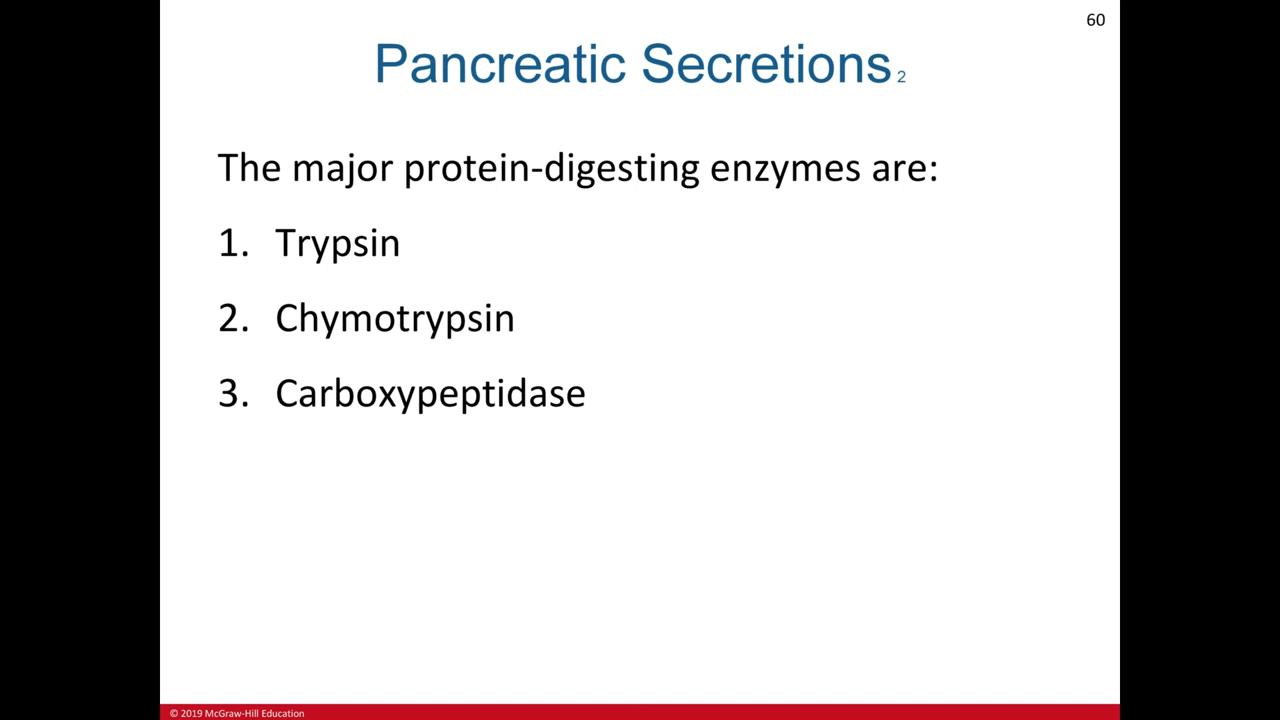 60
Pancreatic Secretions 2
The major protein-digesting enzymes are:
1. Trypsin
2. Chymotrypsin
3. Carboxypeptidase
© 2019 McGraw-Hill Education